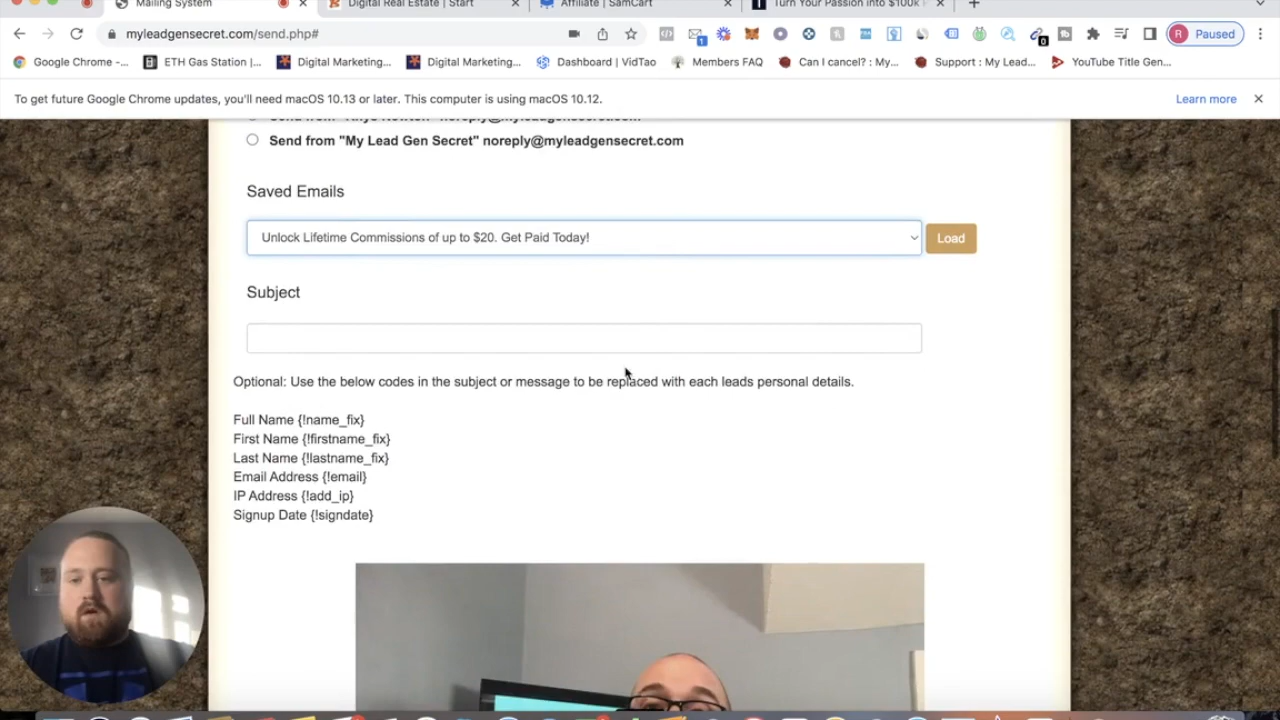 Mailing System
Digital Real Estate | Start
Affiliate | SamCart
Turn Your Passion into $100k
myleadgensecret.com/send.php#
1
0
R
Paused
Google Chrome -...
ETH Gas Station |...
Digital Marketing...
Digital Marketing...
Dashboard | VidTao
Members FAQ
Can I cancel? : My...
Support : My Lead...
YouTube Title Gen...
To get future Google Chrome updates, you'll need macOS 10.13 or later. This computer is using macOS 10.12.
Learn more
Send from "My Lead Gen Secret" noreply@myleadgensecret.com
Saved Emails
Unlock Lifetime Commissions of up to $20. Get Paid Today!
Load
Subject
Optional: Use the below codes in the subject or message to be replaced with each leads personal details.
Full Name {!name_fix}
First Name {!firstname_fix}
Last Name {!lastname_fix}
Email Address {!email}
IP Address {!add_ip}
Signup Date {!signdate}